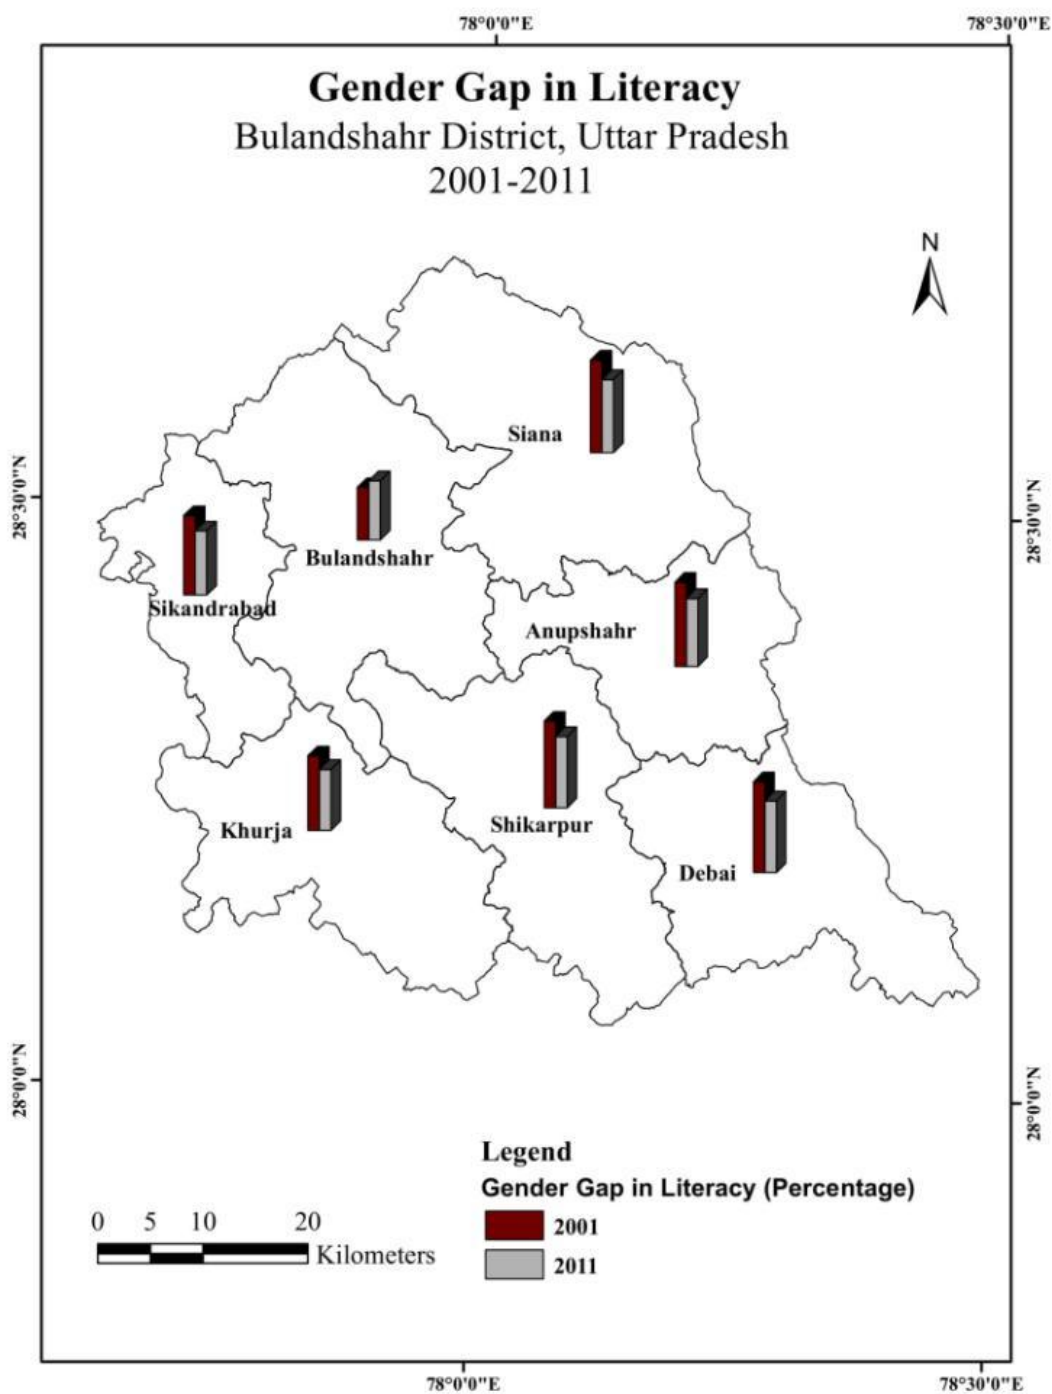 78°0'0"E
78°30'0"E
Gender Gap in Literacy
Bulandshahr District, Uttar Pradesh
2001-2011
N
Siana
28°30'0"N
28°30'0"N
Bulandshahr
Sikandrabad
Anupshahr
Shikarpur
Khurja
Debai
28°0'0"N
28°0'0"N
Legend
Gender Gap in Literacy (Percentage)
0 5 10 20
Kilometers
2001
2011
78°0'0"E
78°30'0"E